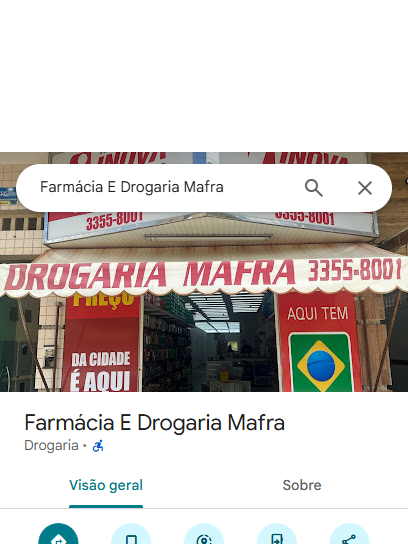 Farmácia E Drogaria Mafra
3355-8001
3355-8001
DROGARIA MAFRA 3355-8001
PREÇO
DA CIDADE
É AQUI
AQUI TEM
Farmácia E Drogaria Mafra
Drogaria
Visão geral
Sobre